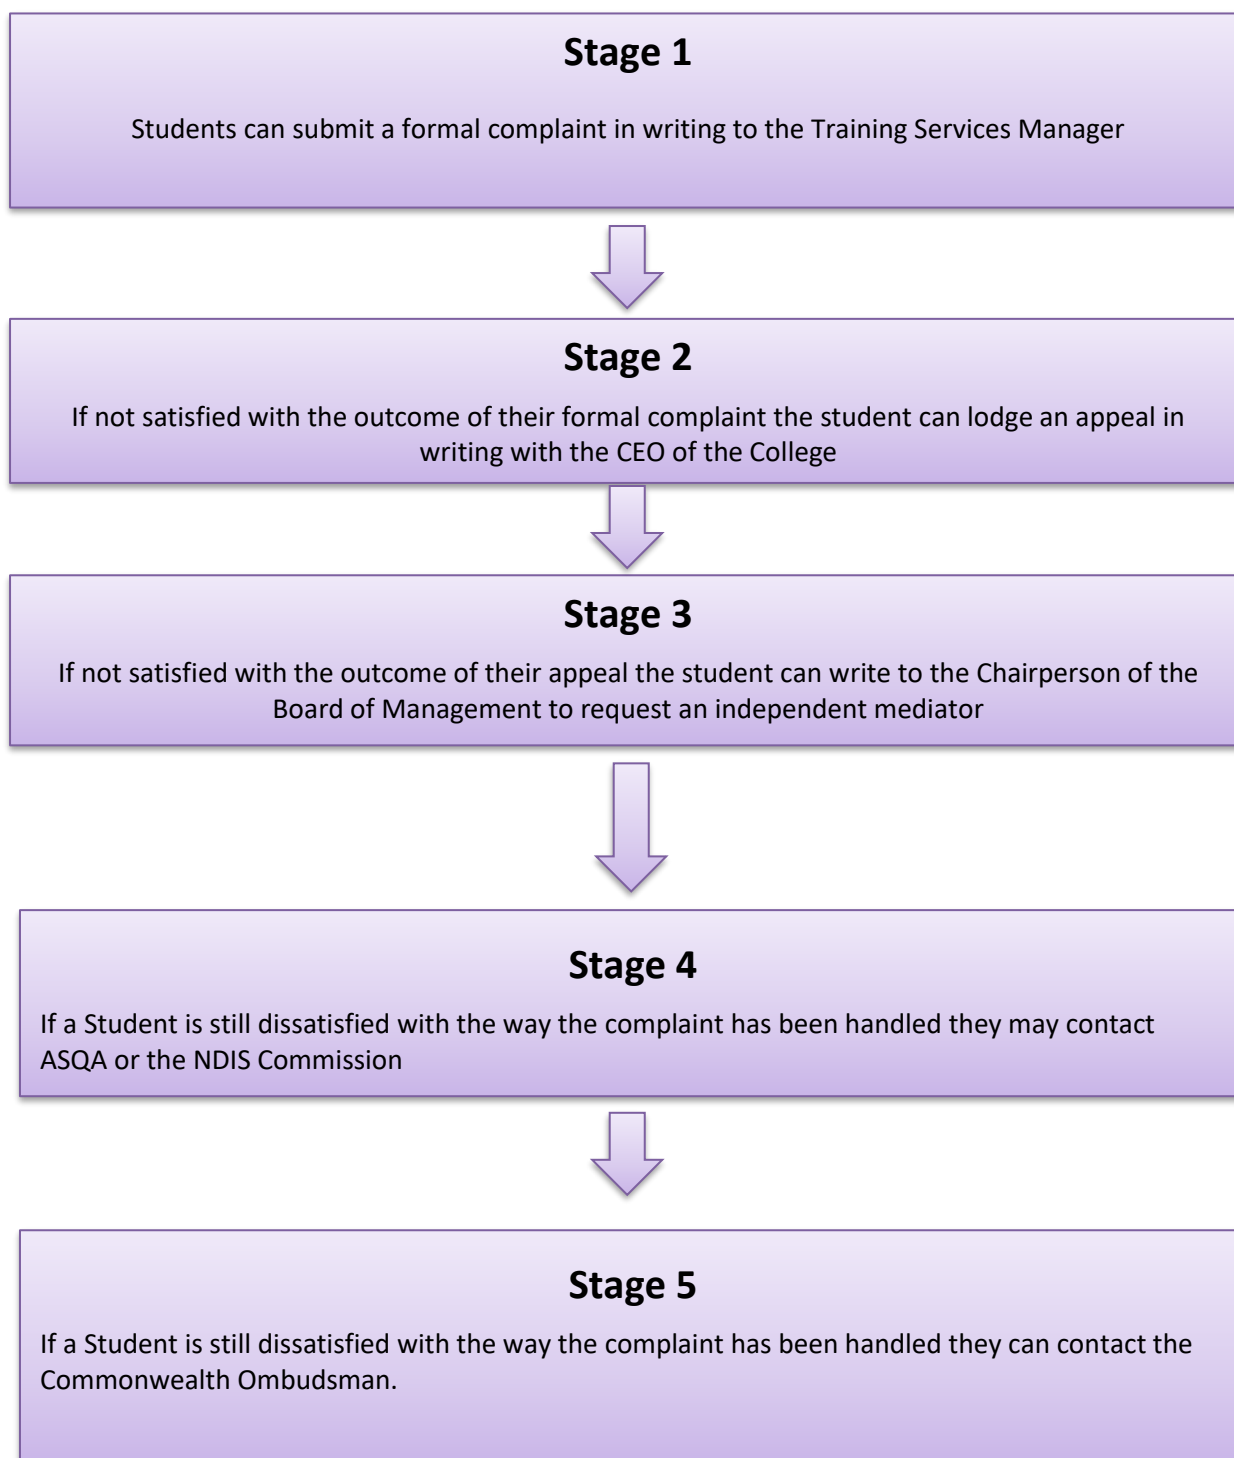 Stage 1
Students can submit a formal complaint in writing to the Training Services Manager
Stage 2
If not satisfied with the outcome of their formal complaint the student can lodge an appeal in
writing with the CEO of the College
Stage 3
If not satisfied with the outcome of their appeal the student can write to the Chairperson of the
Board of Management to request an independent mediator
Stage 4
If a Student is still dissatisfied with the way the complaint has been handled they may contact
ASQA or the NDIS Commission
Stage 5
If a Student is still dissatisfied with the way the complaint has been handled they can contact the
Commonwealth Ombudsman.